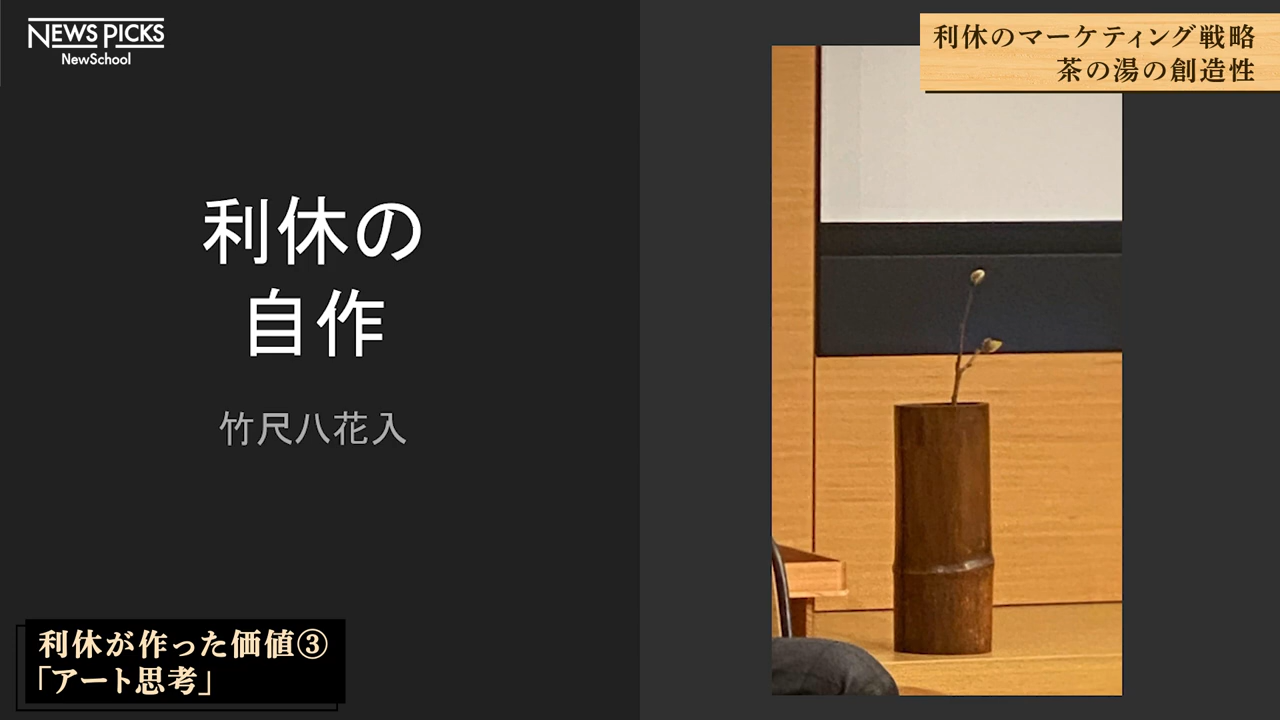 NEWS PICKS
NewSchool
利休のマーケティング戦略
茶の湯の創造性
利休の
自作
竹尺八花入
利休が作った価値③
「アート思考」